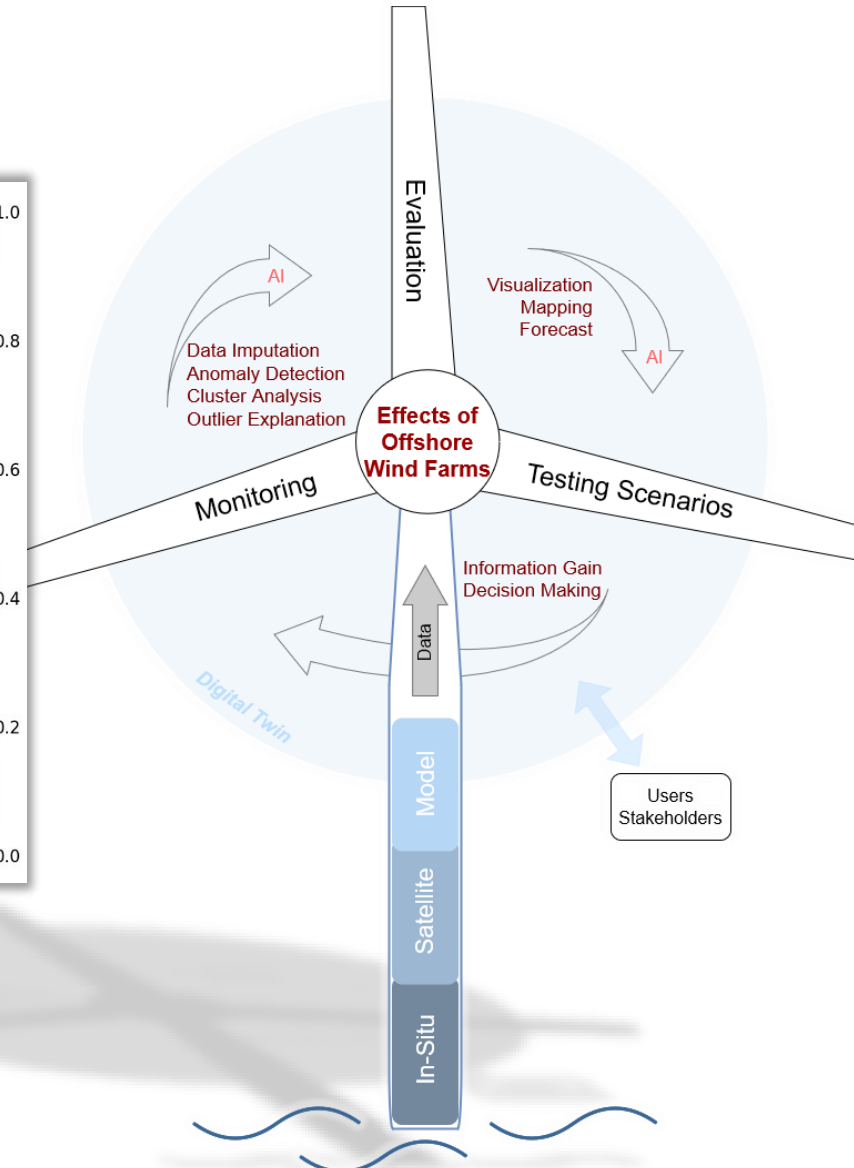 Evaluation
1.0
0.8
0.6
0.4
0.2
0.0
AI
Data Imputation
Anomaly Detection
Cluster Analysis
Outlier Explanation
Visualization
Mapping
Forecast
AI
Effects of
Offshore
Wind Farms
Monitoring
Testing Scenarios
Information Gain
Decision Making
Data
Digital Twin
Users
Stakeholders
Model
Satellite
In-Situ